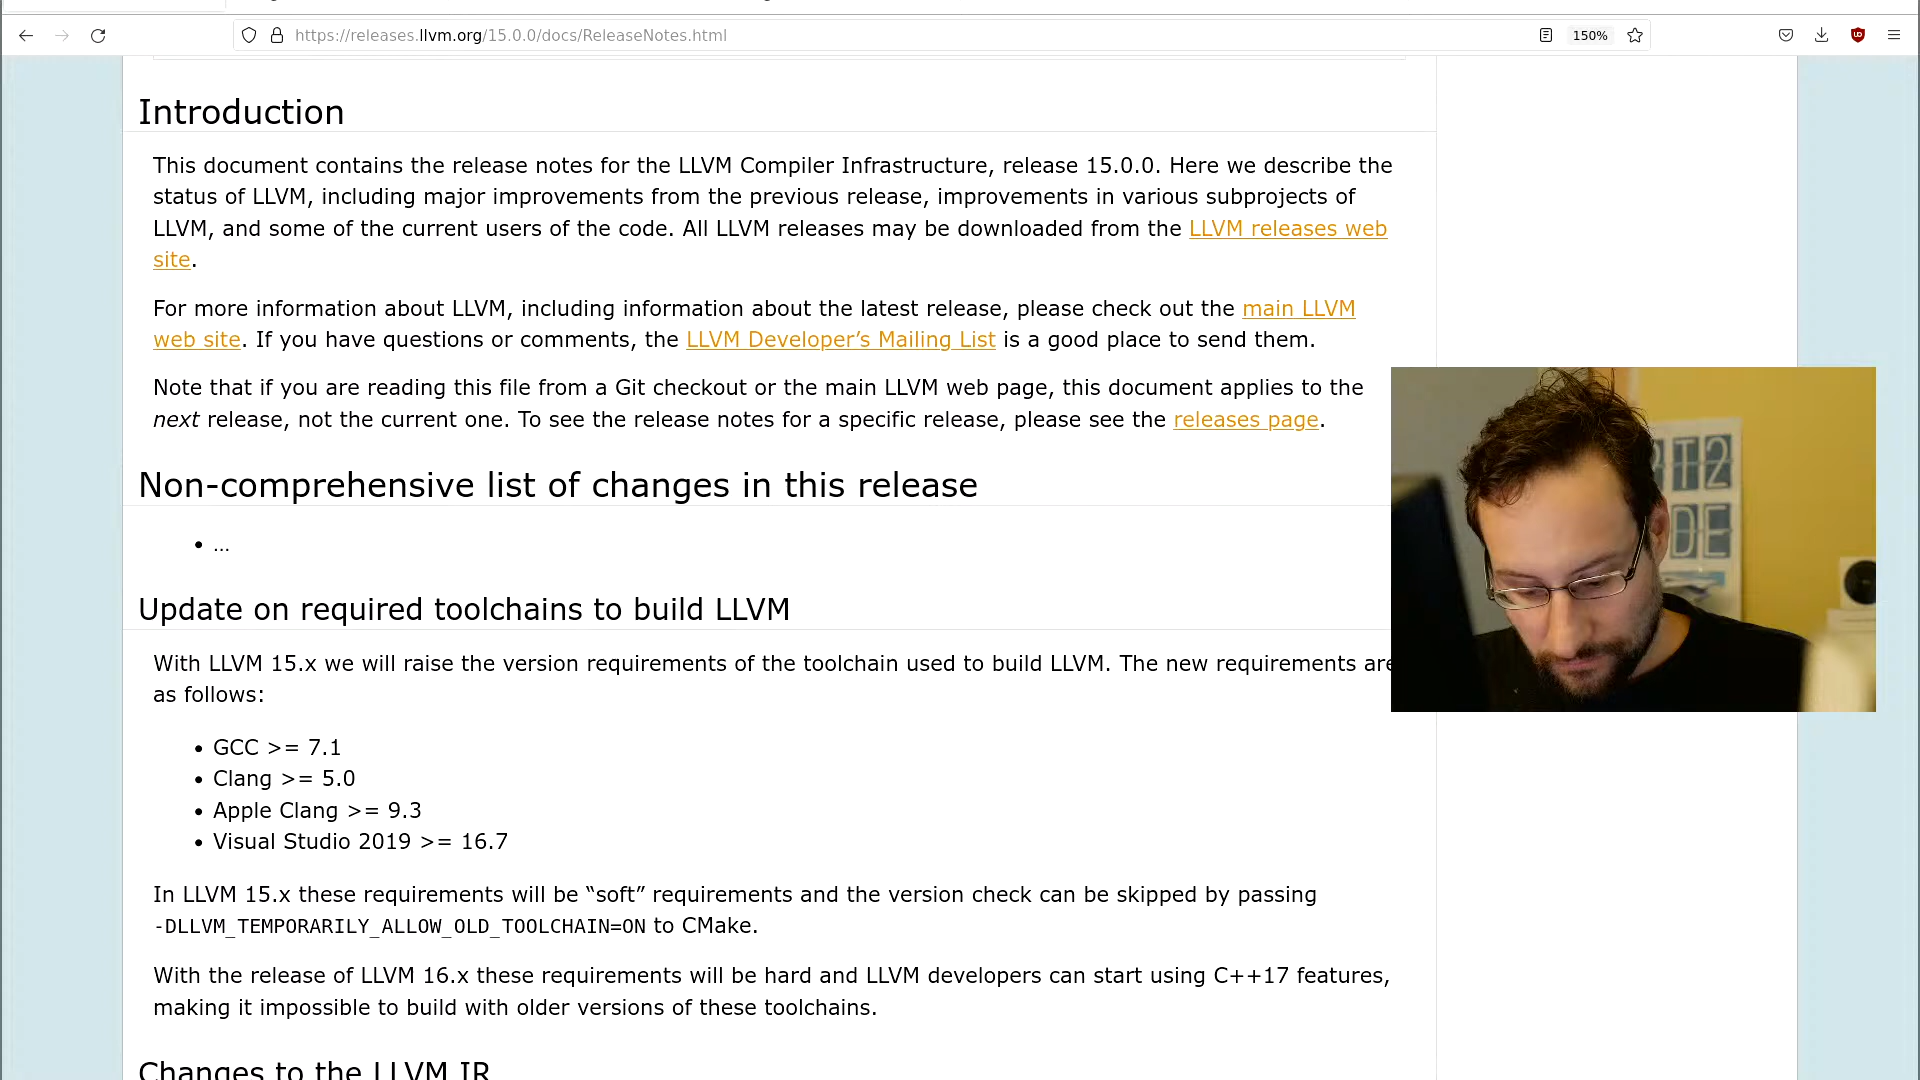 https://releases.llvm.org/15.0.0/docs/ReleaseNotes.html
150%
Introduction
This document contains the release notes for the LLVM Compiler Infrastructure, release 15.0.0. Here we describe the
status of LLVM, including major improvements from the previous release, improvements in various subprojects of
LLVM, and some of the current users of the code. All LLVM releases may be downloaded from the LLVM releases web
site.
For more information about LLVM, including information about the latest release, please check out the main LLVM
web site. If you have questions or comments, the LLVM Developer’s Mailing List is a good place to send them.
Note that if you are reading this file from a Git checkout or the main LLVM web page, this document applies to the
next release, not the current one. To see the release notes for a specific release, please see the releases page.
Non-comprehensive list of changes in this release
• …
Update on required toolchains to build LLVM
With LLVM 15.x we will raise the version requirements of the toolchain used to build LLVM. The new requirements are
as follows:
• GCC >= 7.1
• Clang >= 5.0
• Apple Clang >= 9.3
• Visual Studio 2019 >= 16.7
In LLVM 15.x these requirements will be “soft” requirements and the version check can be skipped by passing
-DLLVM_TEMPORARILY_ALLOW_OLD_TOOLCHAIN=ON to CMake.
With the release of LLVM 16.x these requirements will be hard and LLVM developers can start using C++17 features,
making it impossible to build with older versions of these toolchains.
Changes to the LLVM IR